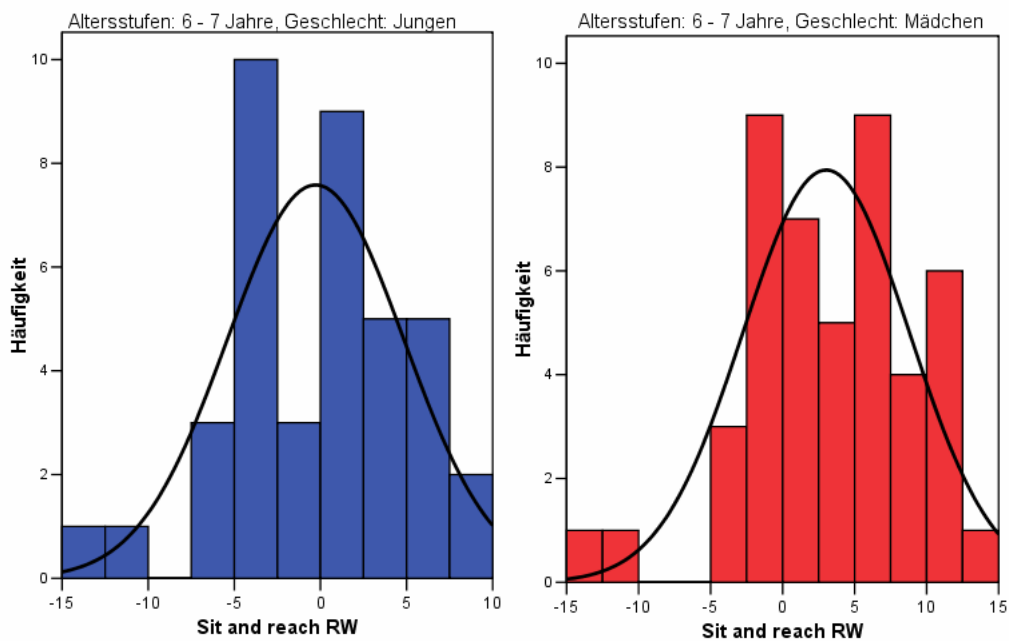 Altersstufen: 6 - 7 Jahre, Geschlecht: Jungen
10
8
6
4
2
0
Häufigkeit
-15 -10 -5 0 5 10
Sit and reach RW
Altersstufen: 6 - 7 Jahre, Geschlecht: Mädchen
10
8
6
4
2
0
Häufigkeit
-15 -10 -5 0 5 10 15
Sit and reach RW